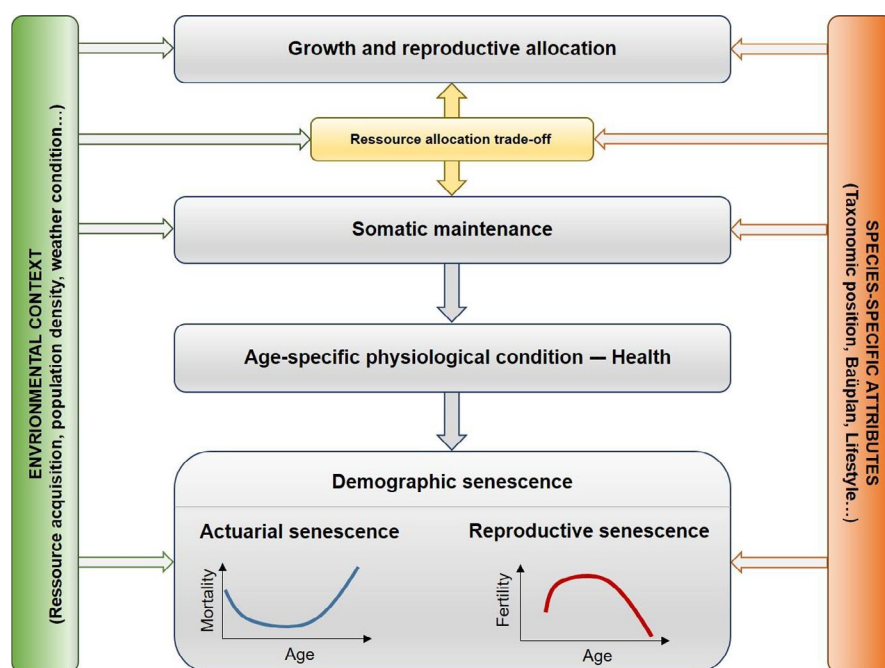 Growth and reproductive allocation
Ressource allocation trade-off
Somatic maintenance
Age-specific physiological condition — Health
Demographic senescence
Actuarial senescence
Reproductive senescence
Mortality
Age
Fertility
Age
ENVRIONMENTAL CONTEXT
(Ressource acquisition, population density, weather condition...)
SPECIES-SPECIFIC ATTRIBUTES
(Taxonomic position, Baüplan, Lifestyle...)